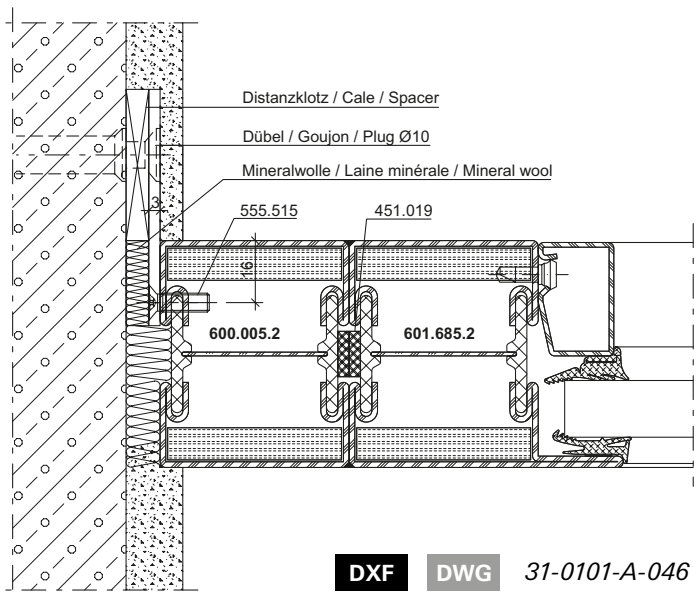 Distanzklotz / Cale / Spacer
Dübel / Goujon / Plug Ø10
Mineralwolle / Laine minérale / Mineral wool
3
555.515
451.019
16
600.005.2
601.685.2
DXF
DWG
31-0101-A-046